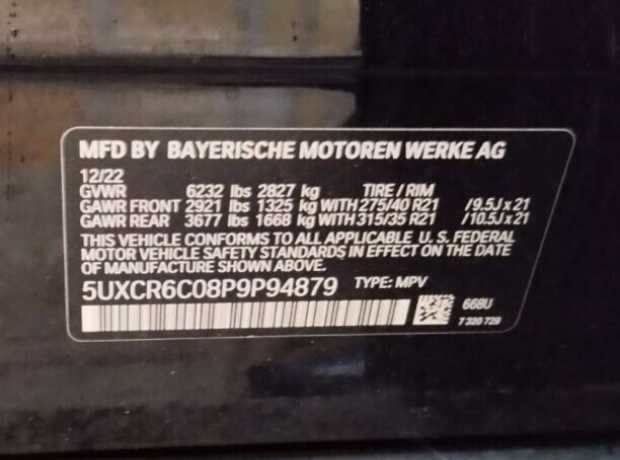 MFD BY BAYERISCHE MOTOREN WERKE AG
12/22
GVWR 6232 lbs 2827 kg TIRE / RIM
GAWR FRONT 2921 lbs 1325 kg WITH 275/40 R21 /9.5J x 21
GAWR REAR 3677 lbs 1668 kg WITH 315/35 R21 /10.5J x 21
THIS VEHICLE CONFORMS TO ALL APPLICABLE U. S. FEDERAL
MOTOR VEHICLE SAFETY STANDARDS IN EFFECT ON THE DATE
OF MANUFACTURE SHOWN ABOVE.
5UXCR6C08P9P94879 TYPE: MPV
668U
7 320 729